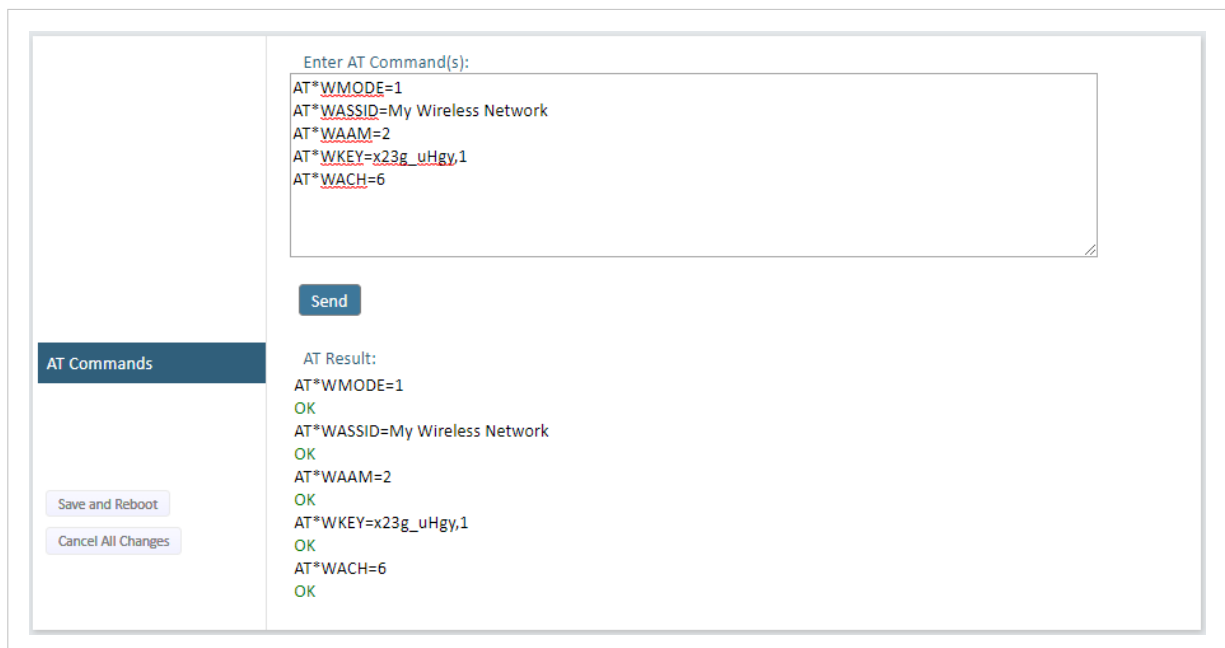 Enter AT Command(s):
AT*WMODE=1
AT*WASSID=My Wireless Network
AT*WAAM=2
AT*WKEY=x23g_uHgy,1
AT*WACH=6
Send
AT Commands
AT Result:
AT*WMODE=1
OK
AT*WASSID=My Wireless Network
OK
AT*WAAM=2
OK
AT*WKEY=x23g_uHgy,1
OK
AT*WACH=6
OK
Save and Reboot
Cancel All Changes